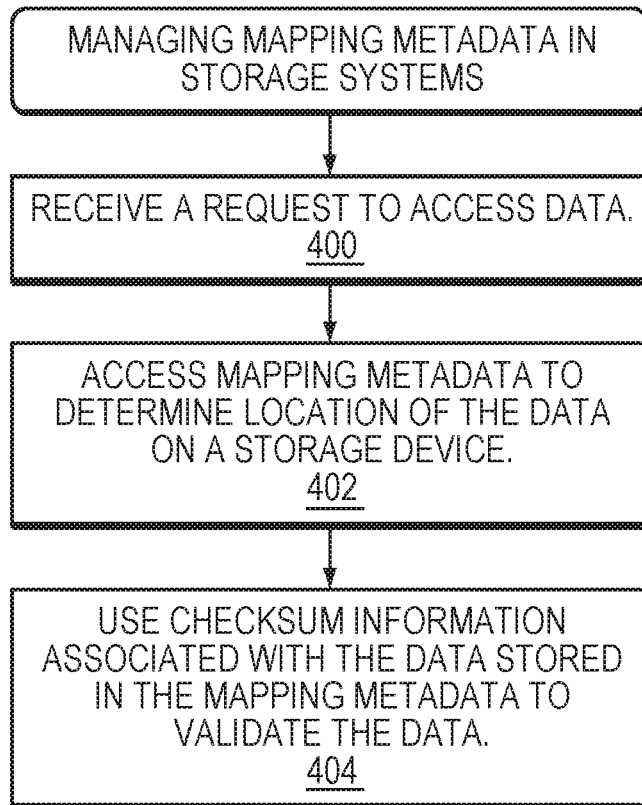 MANAGING MAPPING METADATA IN
STORAGE SYSTEMS
RECEIVE A REQUEST TO ACCESS DATA.
400
ACCESS MAPPING METADATA TO
DETERMINE LOCATION OF THE DATA
ON A STORAGE DEVICE.
402
USE CHECKSUM INFORMATION
ASSOCIATED WITH THE DATA STORED
IN THE MAPPING METADATA TO
VALIDATE THE DATA.
404